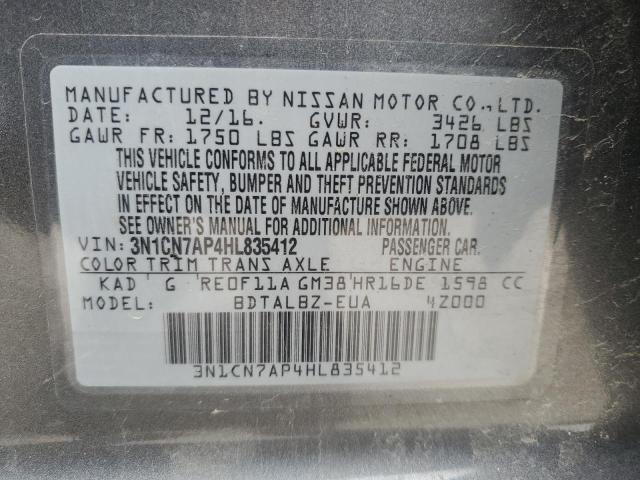 MANUFACTURED BY NISSAN MOTOR CO., LTD.
DATE: 12/16. GVWR: 3426 LBS
GAWR FR: 1750 LBS GAWR RR: 1708 LBS
THIS VEHICLE CONFORMS TO ALL APPLICABLE FEDERAL MOTOR
VEHICLE SAFETY, BUMPER AND THEFT PREVENTION STANDARDS
IN EFFECT ON THE DATE OF MANUFACTURE SHOWN ABOVE.
SEE OWNER'S MANUAL FOR ADDITIONAL INFORMATION.
VIN: 3N1CN7AP4HL835412 PASSENGER CAR.
COLOR TRIM TRANS AXLE ENGINE
KAD G RE0F11A GM38 HR16DE 1598 CC
MODEL: BDTALBZ-EUA 4Z000
3N1CN7AP4HL835412